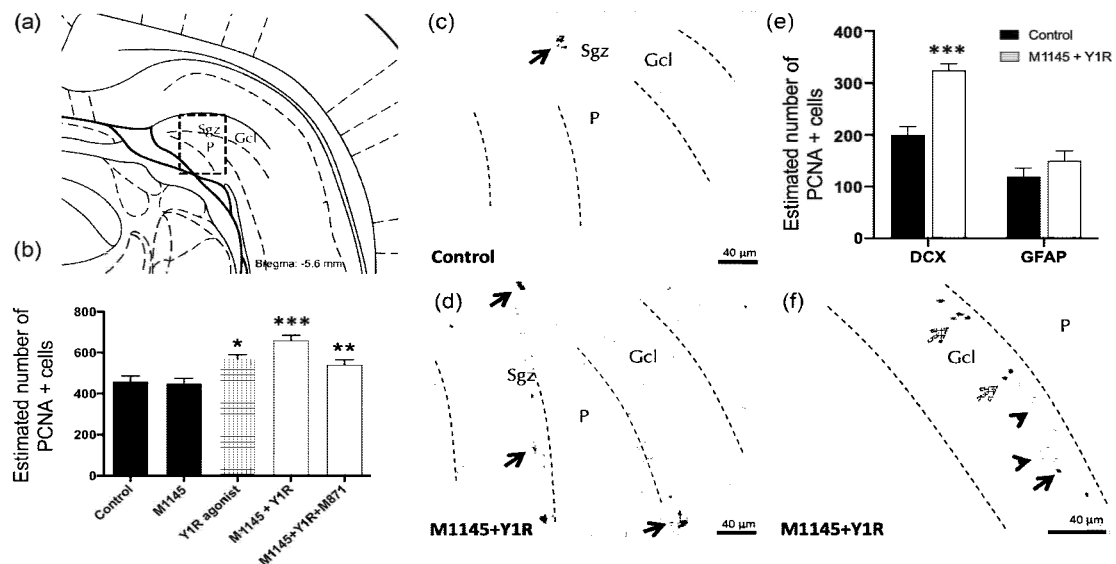 (a)
Sgz
P
Gcl
Bregma: -5.6 mm
(b)
Estimated number of
PCNA + cells
800
600
400
200
0
*
***
**
Control
M1145
Y1R agonist
M1145 + Y1R
M1145+Y1R+M871
(c)
Sgz
Gcl
P
Control
40 µm
(d)
Sgz
Gcl
P
M1145+Y1R
40 µm
(e)
Estimated number of
PCNA + cells
400
300
200
100
0
***
Control
M1145 + Y1R
DCX
GFAP
(f)
P
Gcl
M1145+Y1R
40 µm